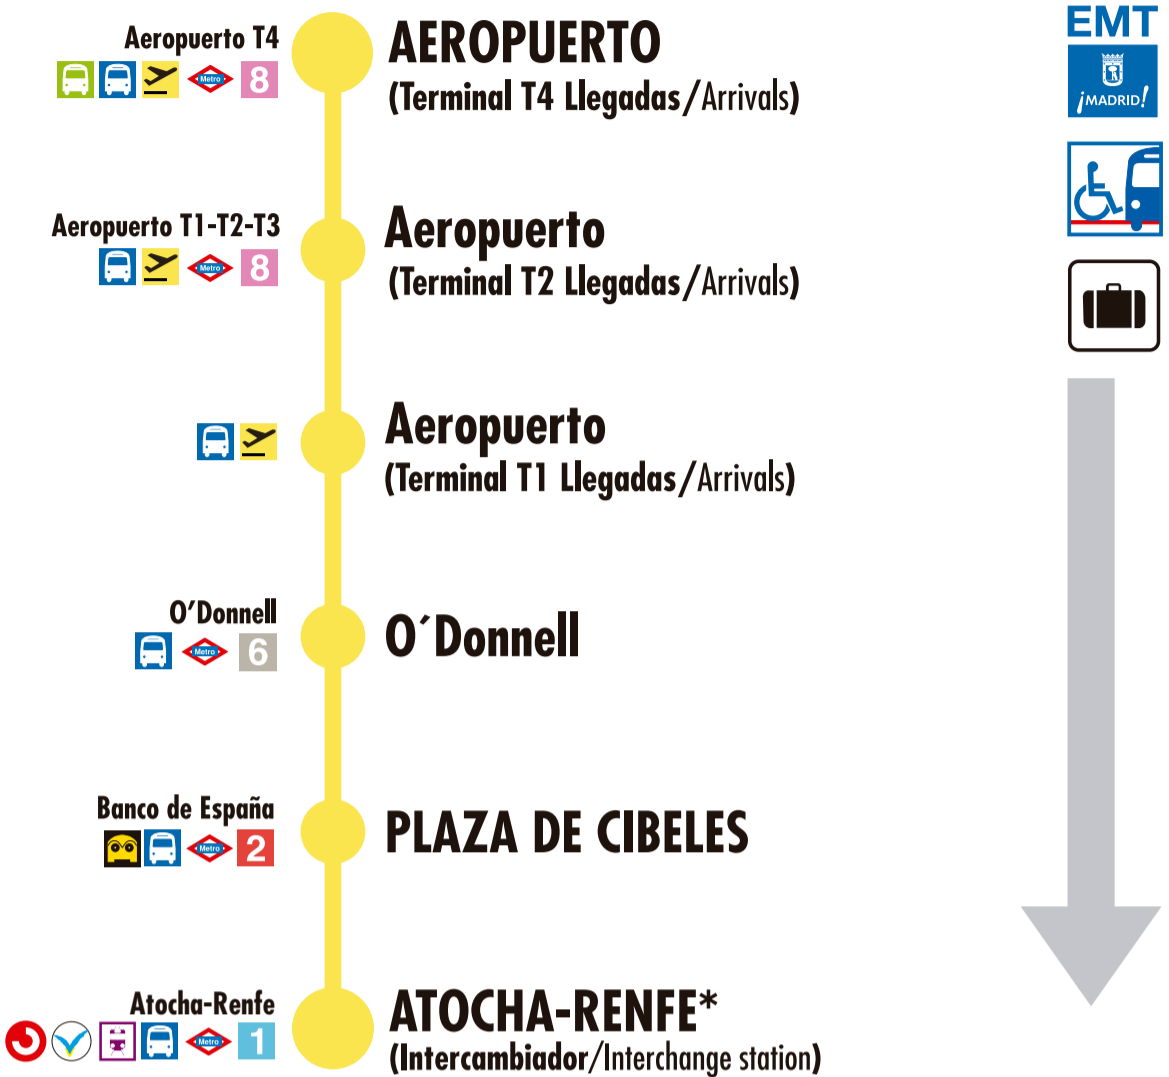 EMT
¡MADRID!
Aeropuerto T4
Metro 8
AEROPUERTO
(Terminal T4 Llegadas/Arrivals)
Aeropuerto T1-T2-T3
Metro 8
Aeropuerto
(Terminal T2 Llegadas/Arrivals)
Aeropuerto
(Terminal T1 Llegadas/Arrivals)
O'Donnell
Metro 6
O´Donnell
Banco de España
Metro 2
PLAZA DE CIBELES
Atocha-Renfe
Metro 1
ATOCHA-RENFE*
(Intercambiador/Interchange station)